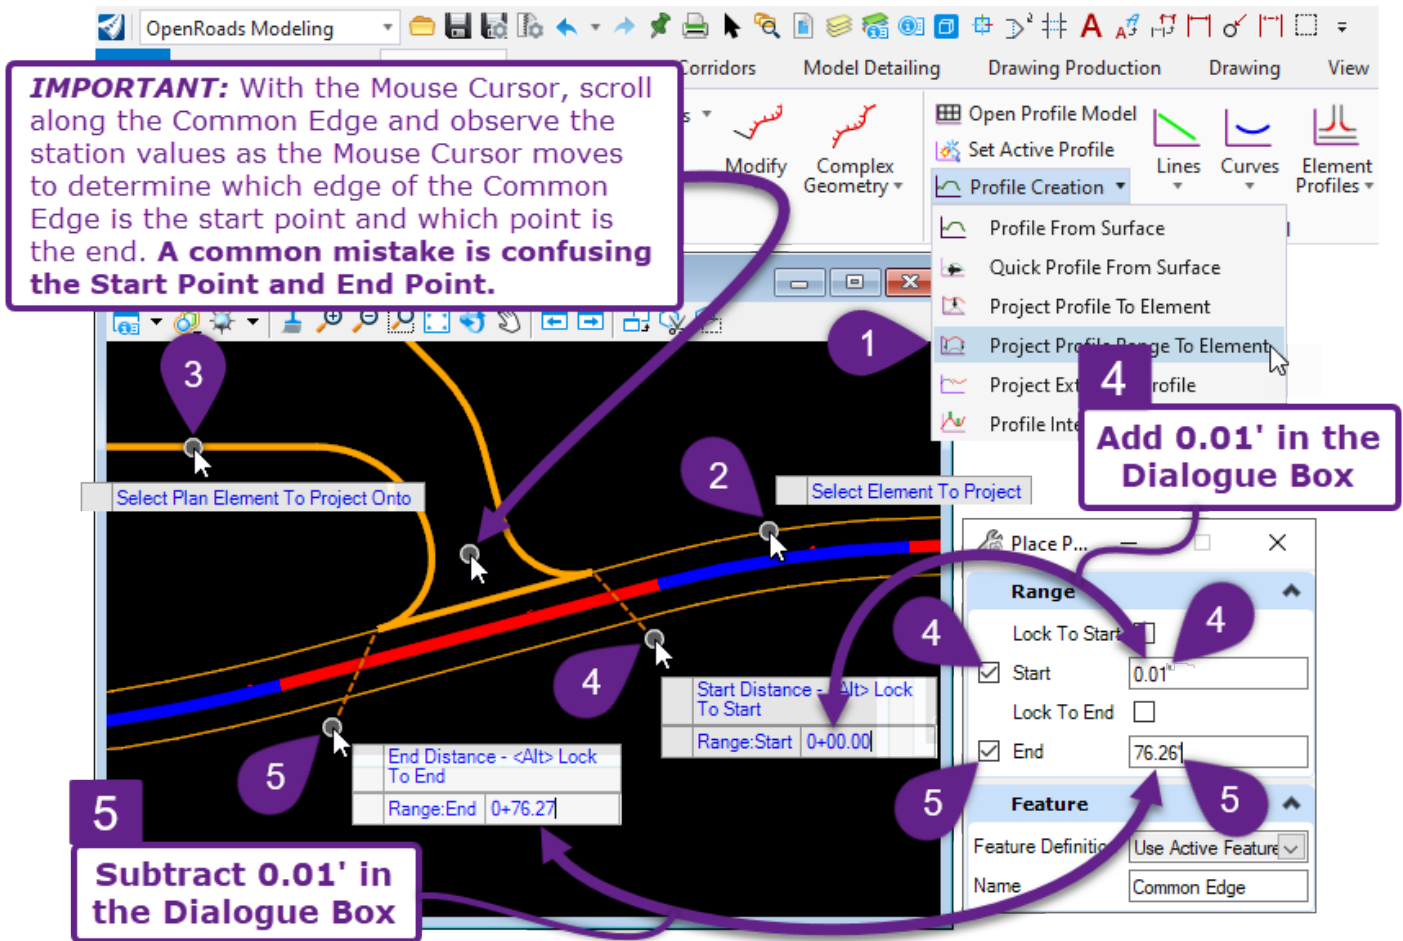 OpenRoads Modeling
Corridors
Model Detailing
Drawing Production
Drawing
View
IMPORTANT: With the Mouse Cursor, scroll
along the Common Edge and observe the
station values as the Mouse Cursor moves
to determine which edge of the Common
Edge is the start point and which point is
the end. A common mistake is confusing
the Start Point and End Point.
Modify
Complex
Geometry
Open Profile Model
Set Active Profile
Profile Creation
Lines
Curves
Element
Profiles
Profile From Surface
Quick Profile From Surface
Project Profile To Element
1
Project Profile Range To Element
4
Add 0.01' in the
Dialogue Box
3
Select Plan Element To Project Onto
2
Select Element To Project
Place P...
Range
Lock To Start
4
4
Start
0.01'
Lock To End
End
76.26'
5
5
Feature
Feature Definitio
Use Active Feature
Name
Common Edge
4
Start Distance - <Alt> Lock
To Start
Range:Start
0+00.00
5
End Distance - <Alt> Lock
To End
Range:End
0+76.27
5
Subtract 0.01' in
the Dialogue Box